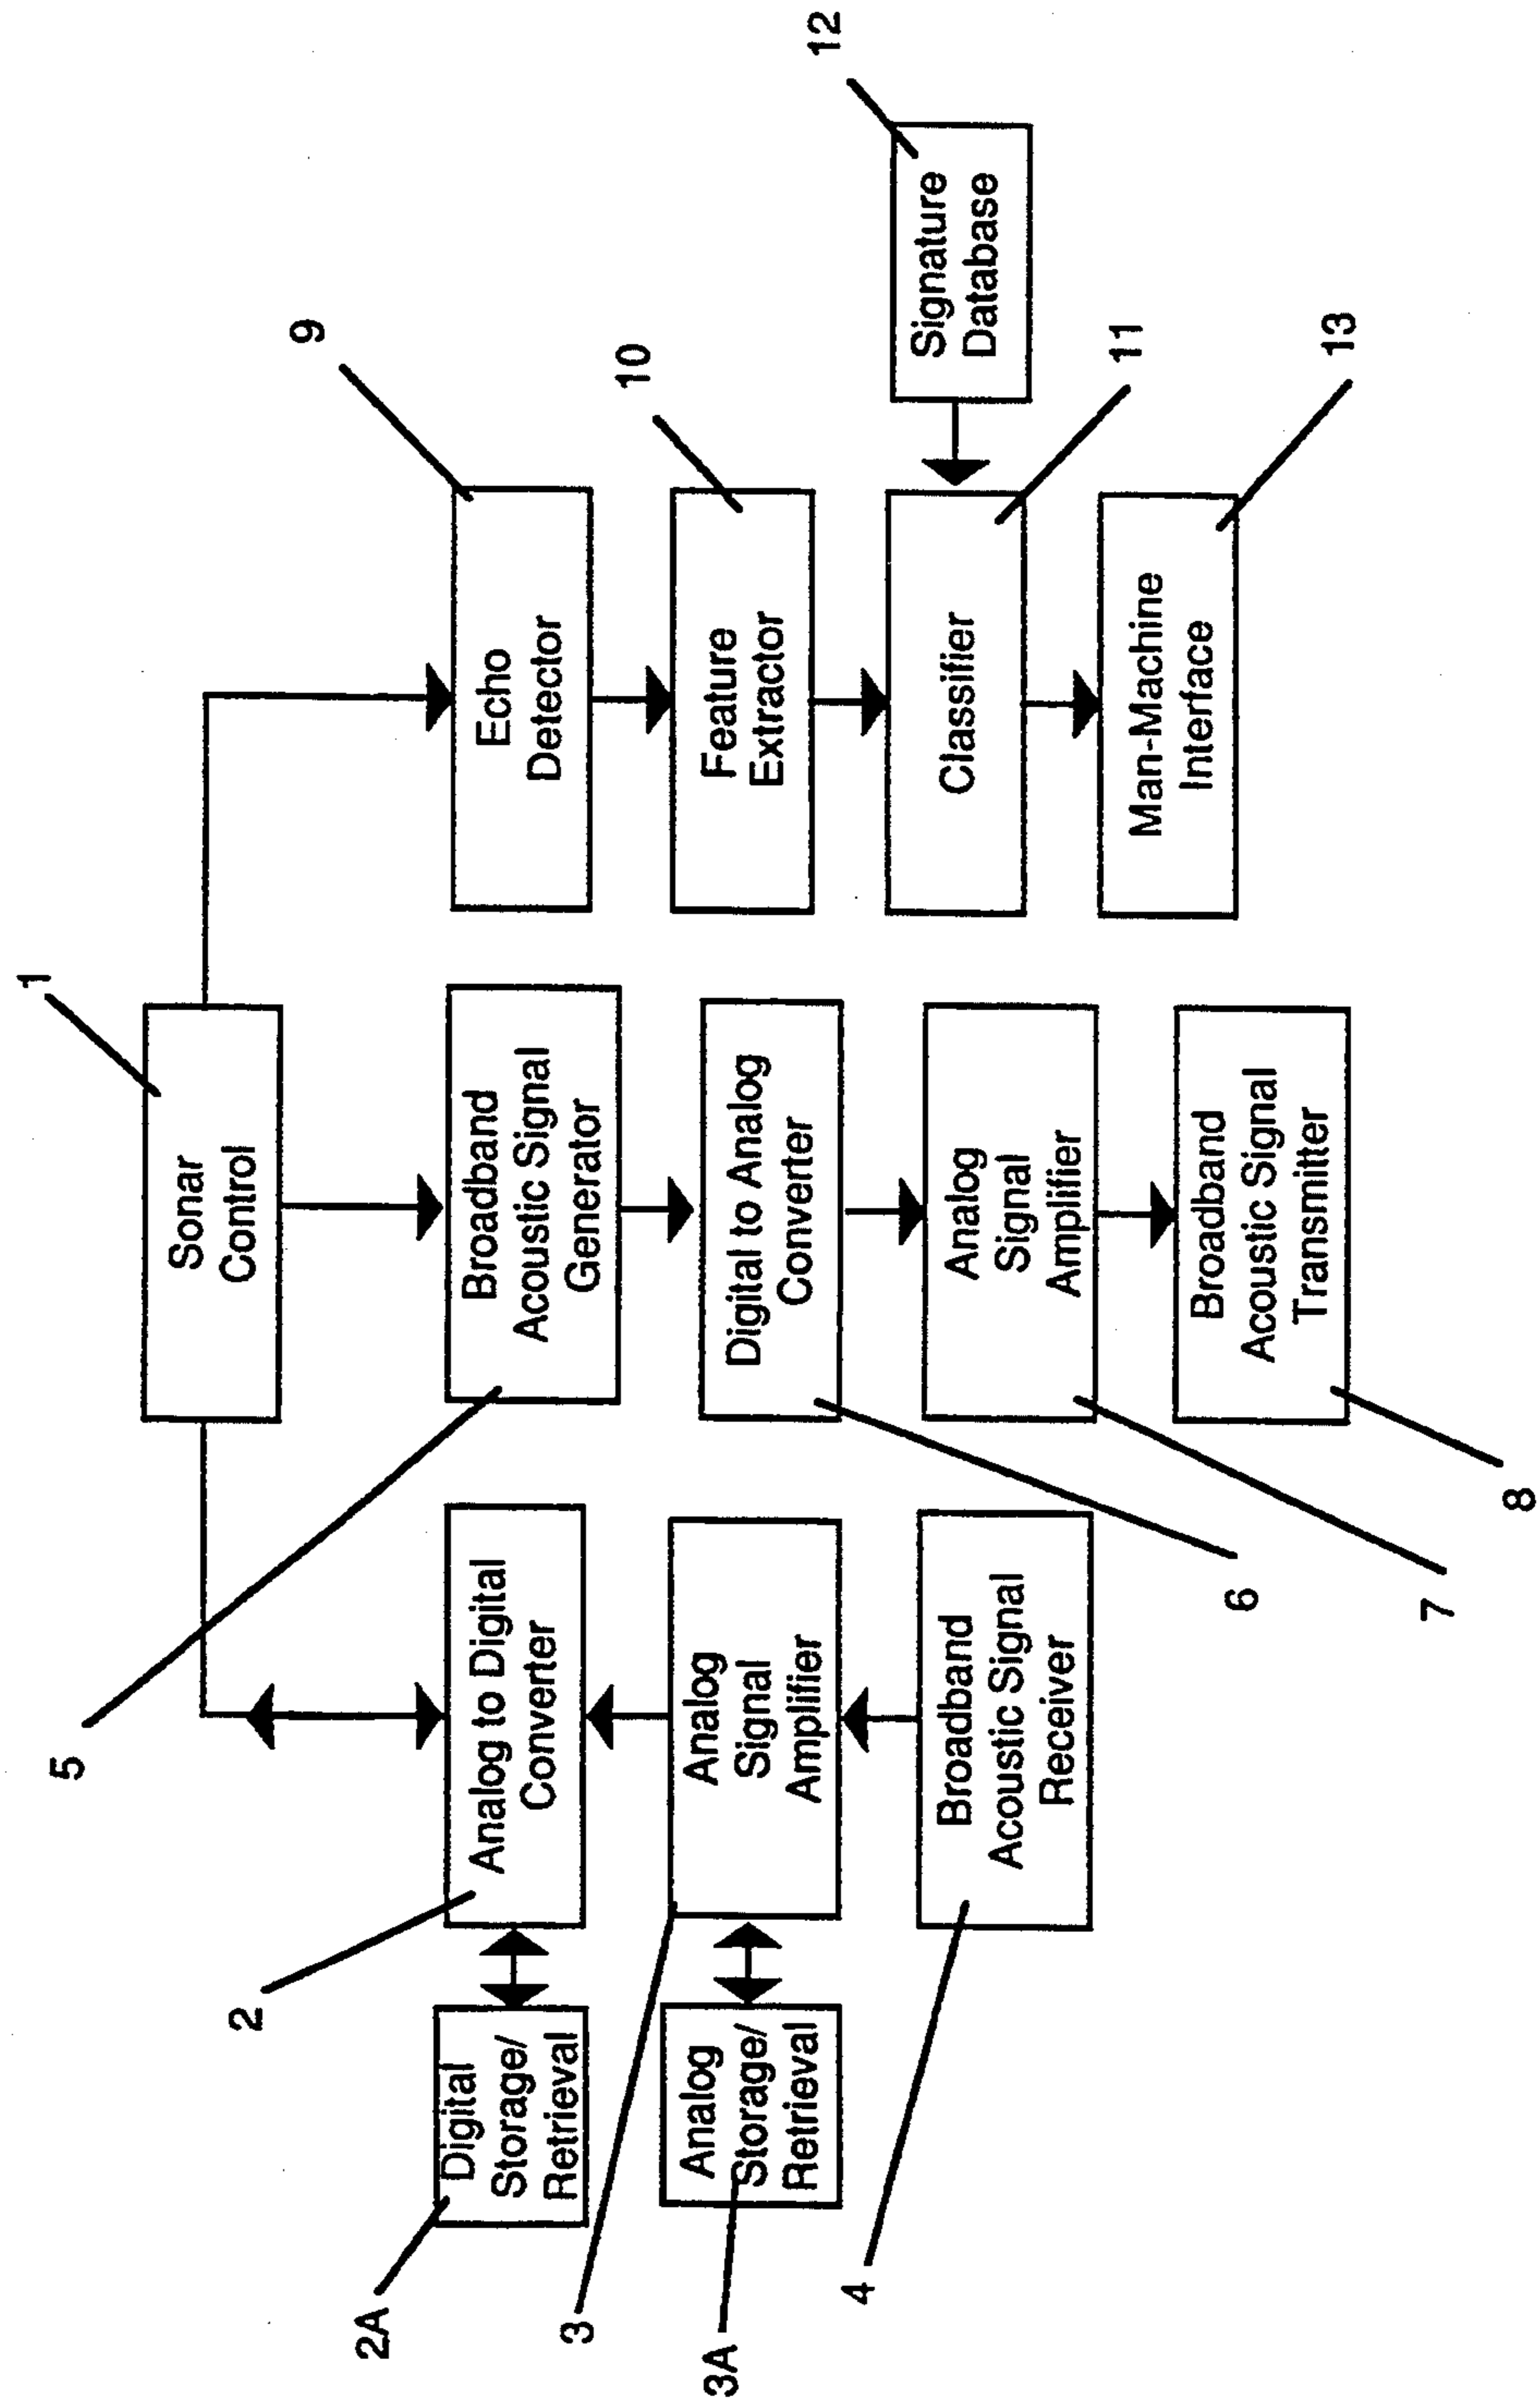 1
Sonar
Control
5
2
2A
Digital
Storage/
Retrieval
Analog to Digital
Converter
Broadband
Acoustic Signal
Generator
9
Echo
Detector
3
3A
Analog
Storage/
Retrieval
Analog
Signal
Amplifier
Digital to Analog
Converter
6
10
Feature
Extractor
4
Broadband
Acoustic Signal
Receiver
Analog
Signal
Amplifier
7
Classifier
11
Signature
Database
12
Broadband
Acoustic Signal
Transmitter
8
Man-Machine
Interface
13